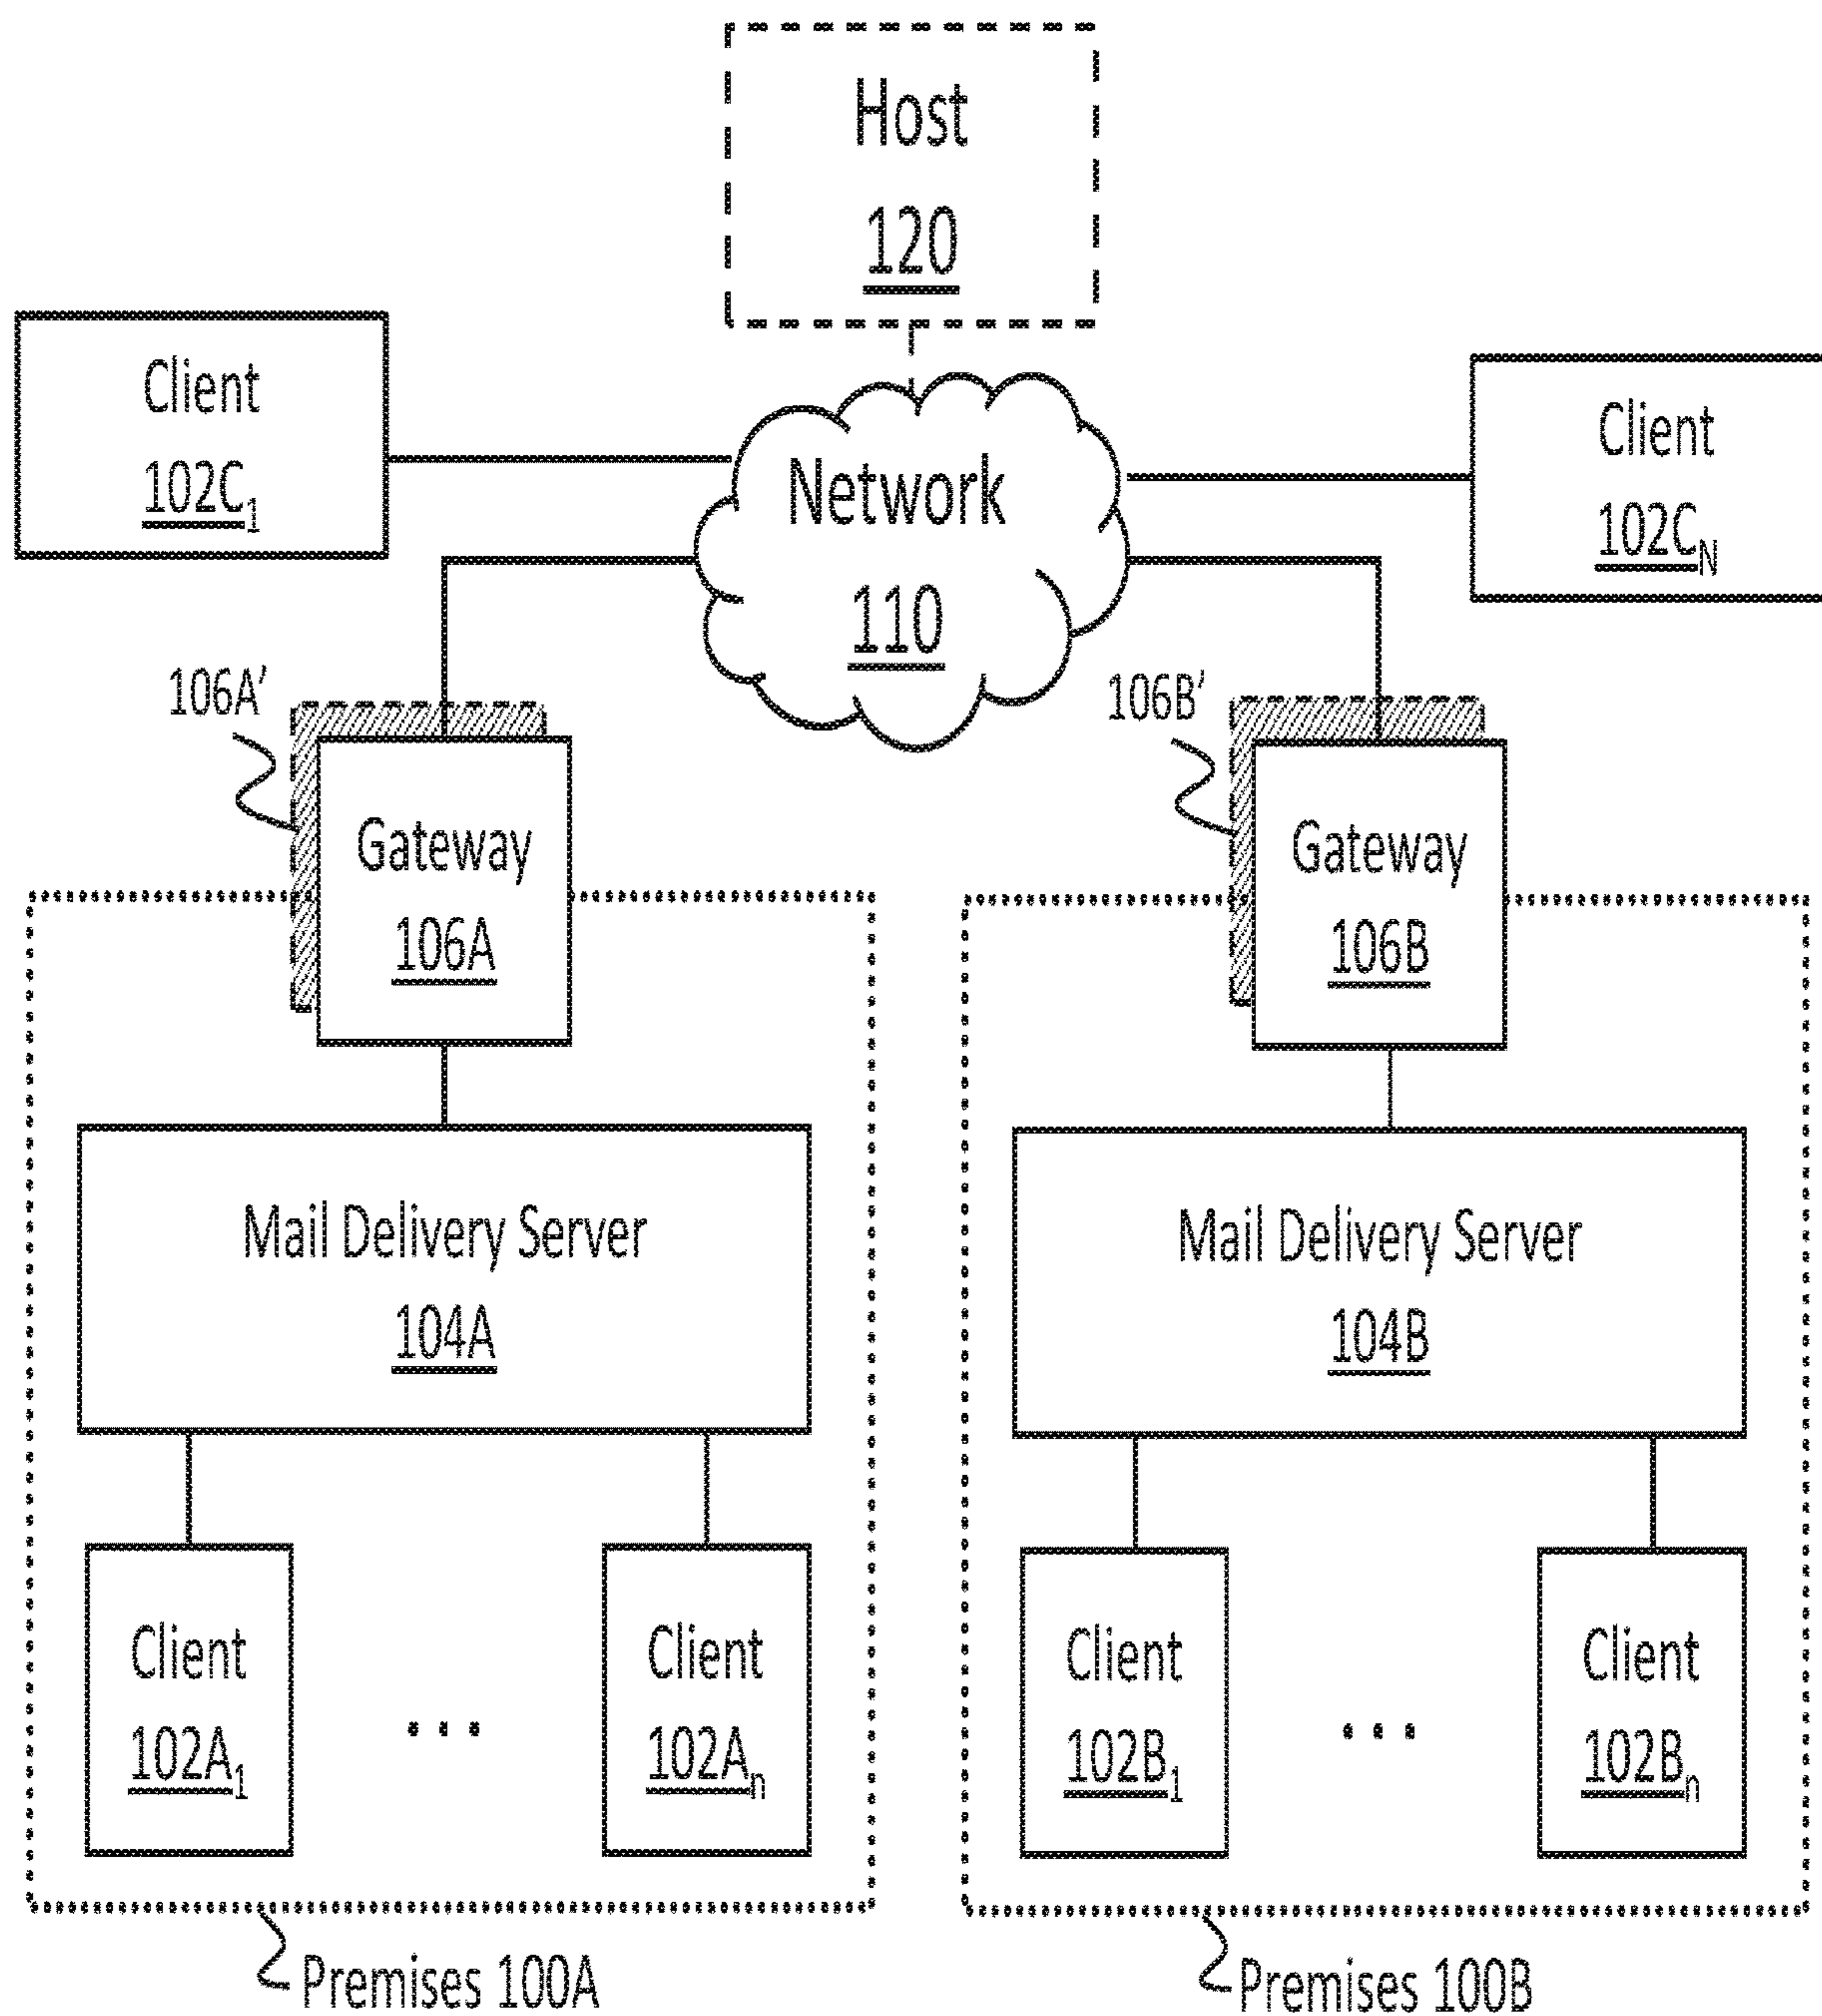 Host
120
Client
102C₁
Network
110
Client
102C_N
106A'
106B'
Gateway
106A
Gateway
106B
Mail Delivery Server
104A
Mail Delivery Server
104B
Client
102A₁
...
Client
102Aₙ
Client
102B₁
...
Client
102Bₙ
Premises 100A
Premises 100B